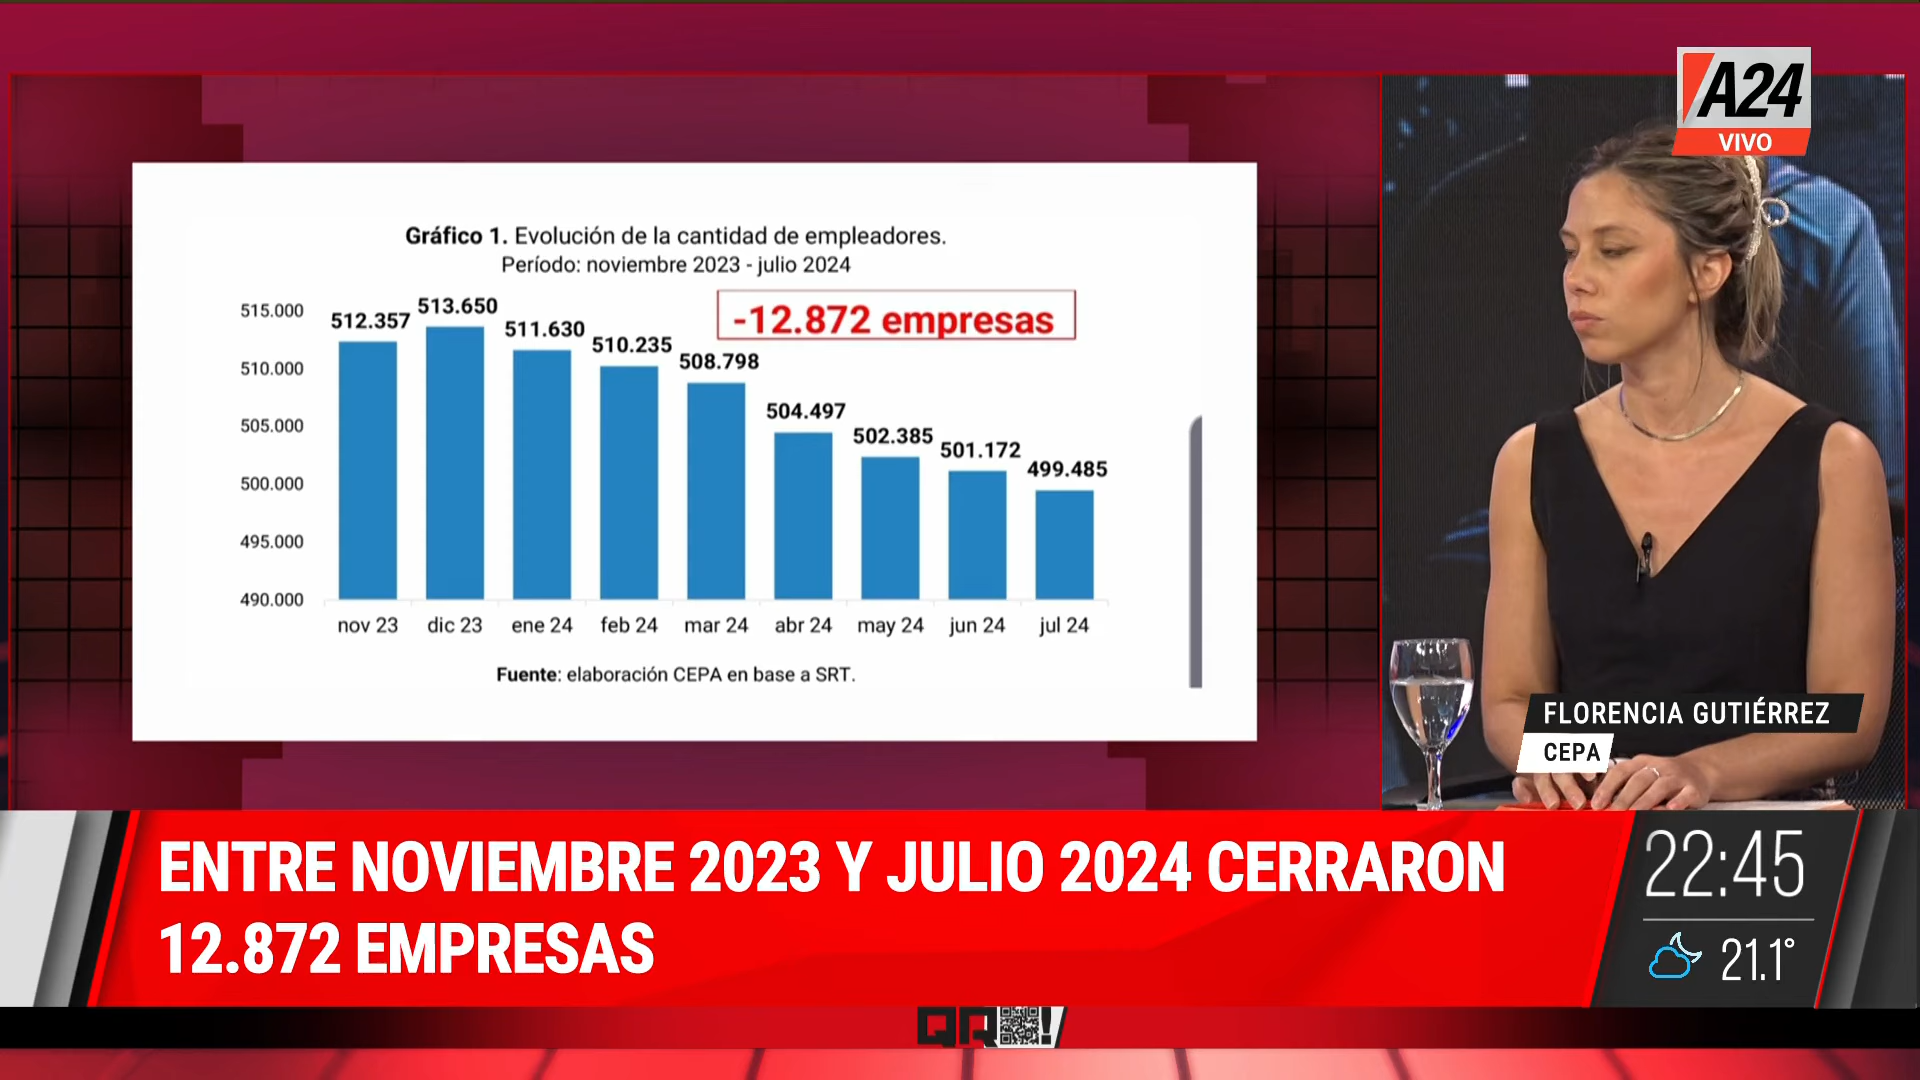 A24
VIVO
Gráfico 1. Evolución de la cantidad de empleadores.
Período: noviembre 2023 - julio 2024
-12.872 empresas
515.000
510.000
505.000
500.000
495.000
490.000
512.357
513.650
511.630
510.235
508.798
504.497
502.385
501.172
499.485
nov 23 dic 23 ene 24 feb 24 mar 24 abr 24 may 24 jun 24 jul 24
Fuente: elaboración CEPA en base a SRT.
FLORENCIA GUTIÉRREZ
CEPA
ENTRE NOVIEMBRE 2023 Y JULIO 2024 CERRARON
12.872 EMPRESAS
22:45
21.1°
QR!